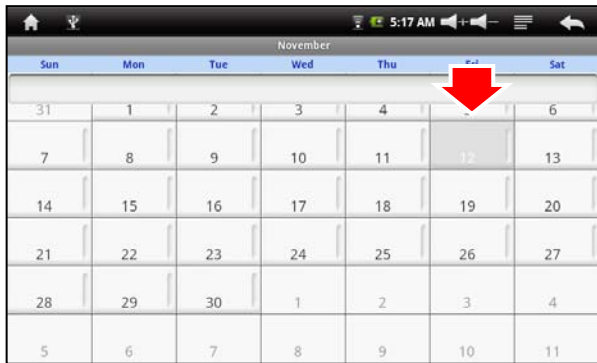 5:17 AM + −
November
Sun Mon Tue Wed Thu Fri Sat
31 1 2 3 4 6
7 8 9 10 11 12 13
14 15 16 17 18 19 20
21 22 23 24 25 26 27
28 29 30 1 2 3 4
5 6 7 8 9 10 11